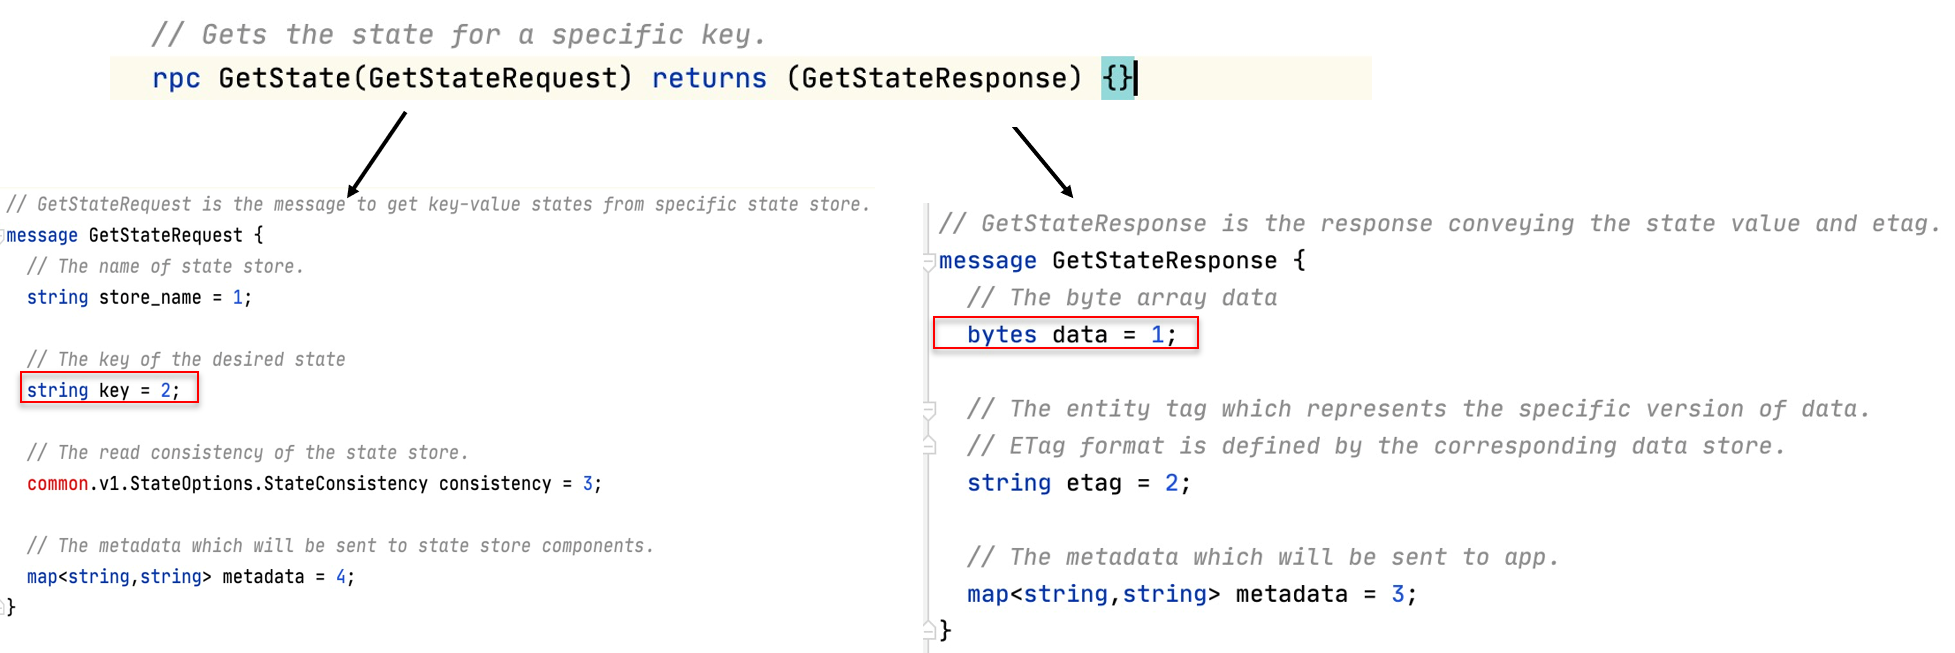 // Gets the state for a specific key.
rpc GetState(GetStateRequest) returns (GetStateResponse) {}
// GetStateRequest is the message to get key-value states from specific state store.
message GetStateRequest {
// The name of state store.
string store_name = 1;
// The key of the desired state
string key = 2;
// The read consistency of the state store.
common.v1.StateOptions.StateConsistency consistency = 3;
// The metadata which will be sent to state store components.
map<string,string> metadata = 4;
}
// GetStateResponse is the response conveying the state value and etag.
message GetStateResponse {
// The byte array data
bytes data = 1;
// The entity tag which represents the specific version of data.
// ETag format is defined by the corresponding data store.
string etag = 2;
// The metadata which will be sent to app.
map<string,string> metadata = 3;
}